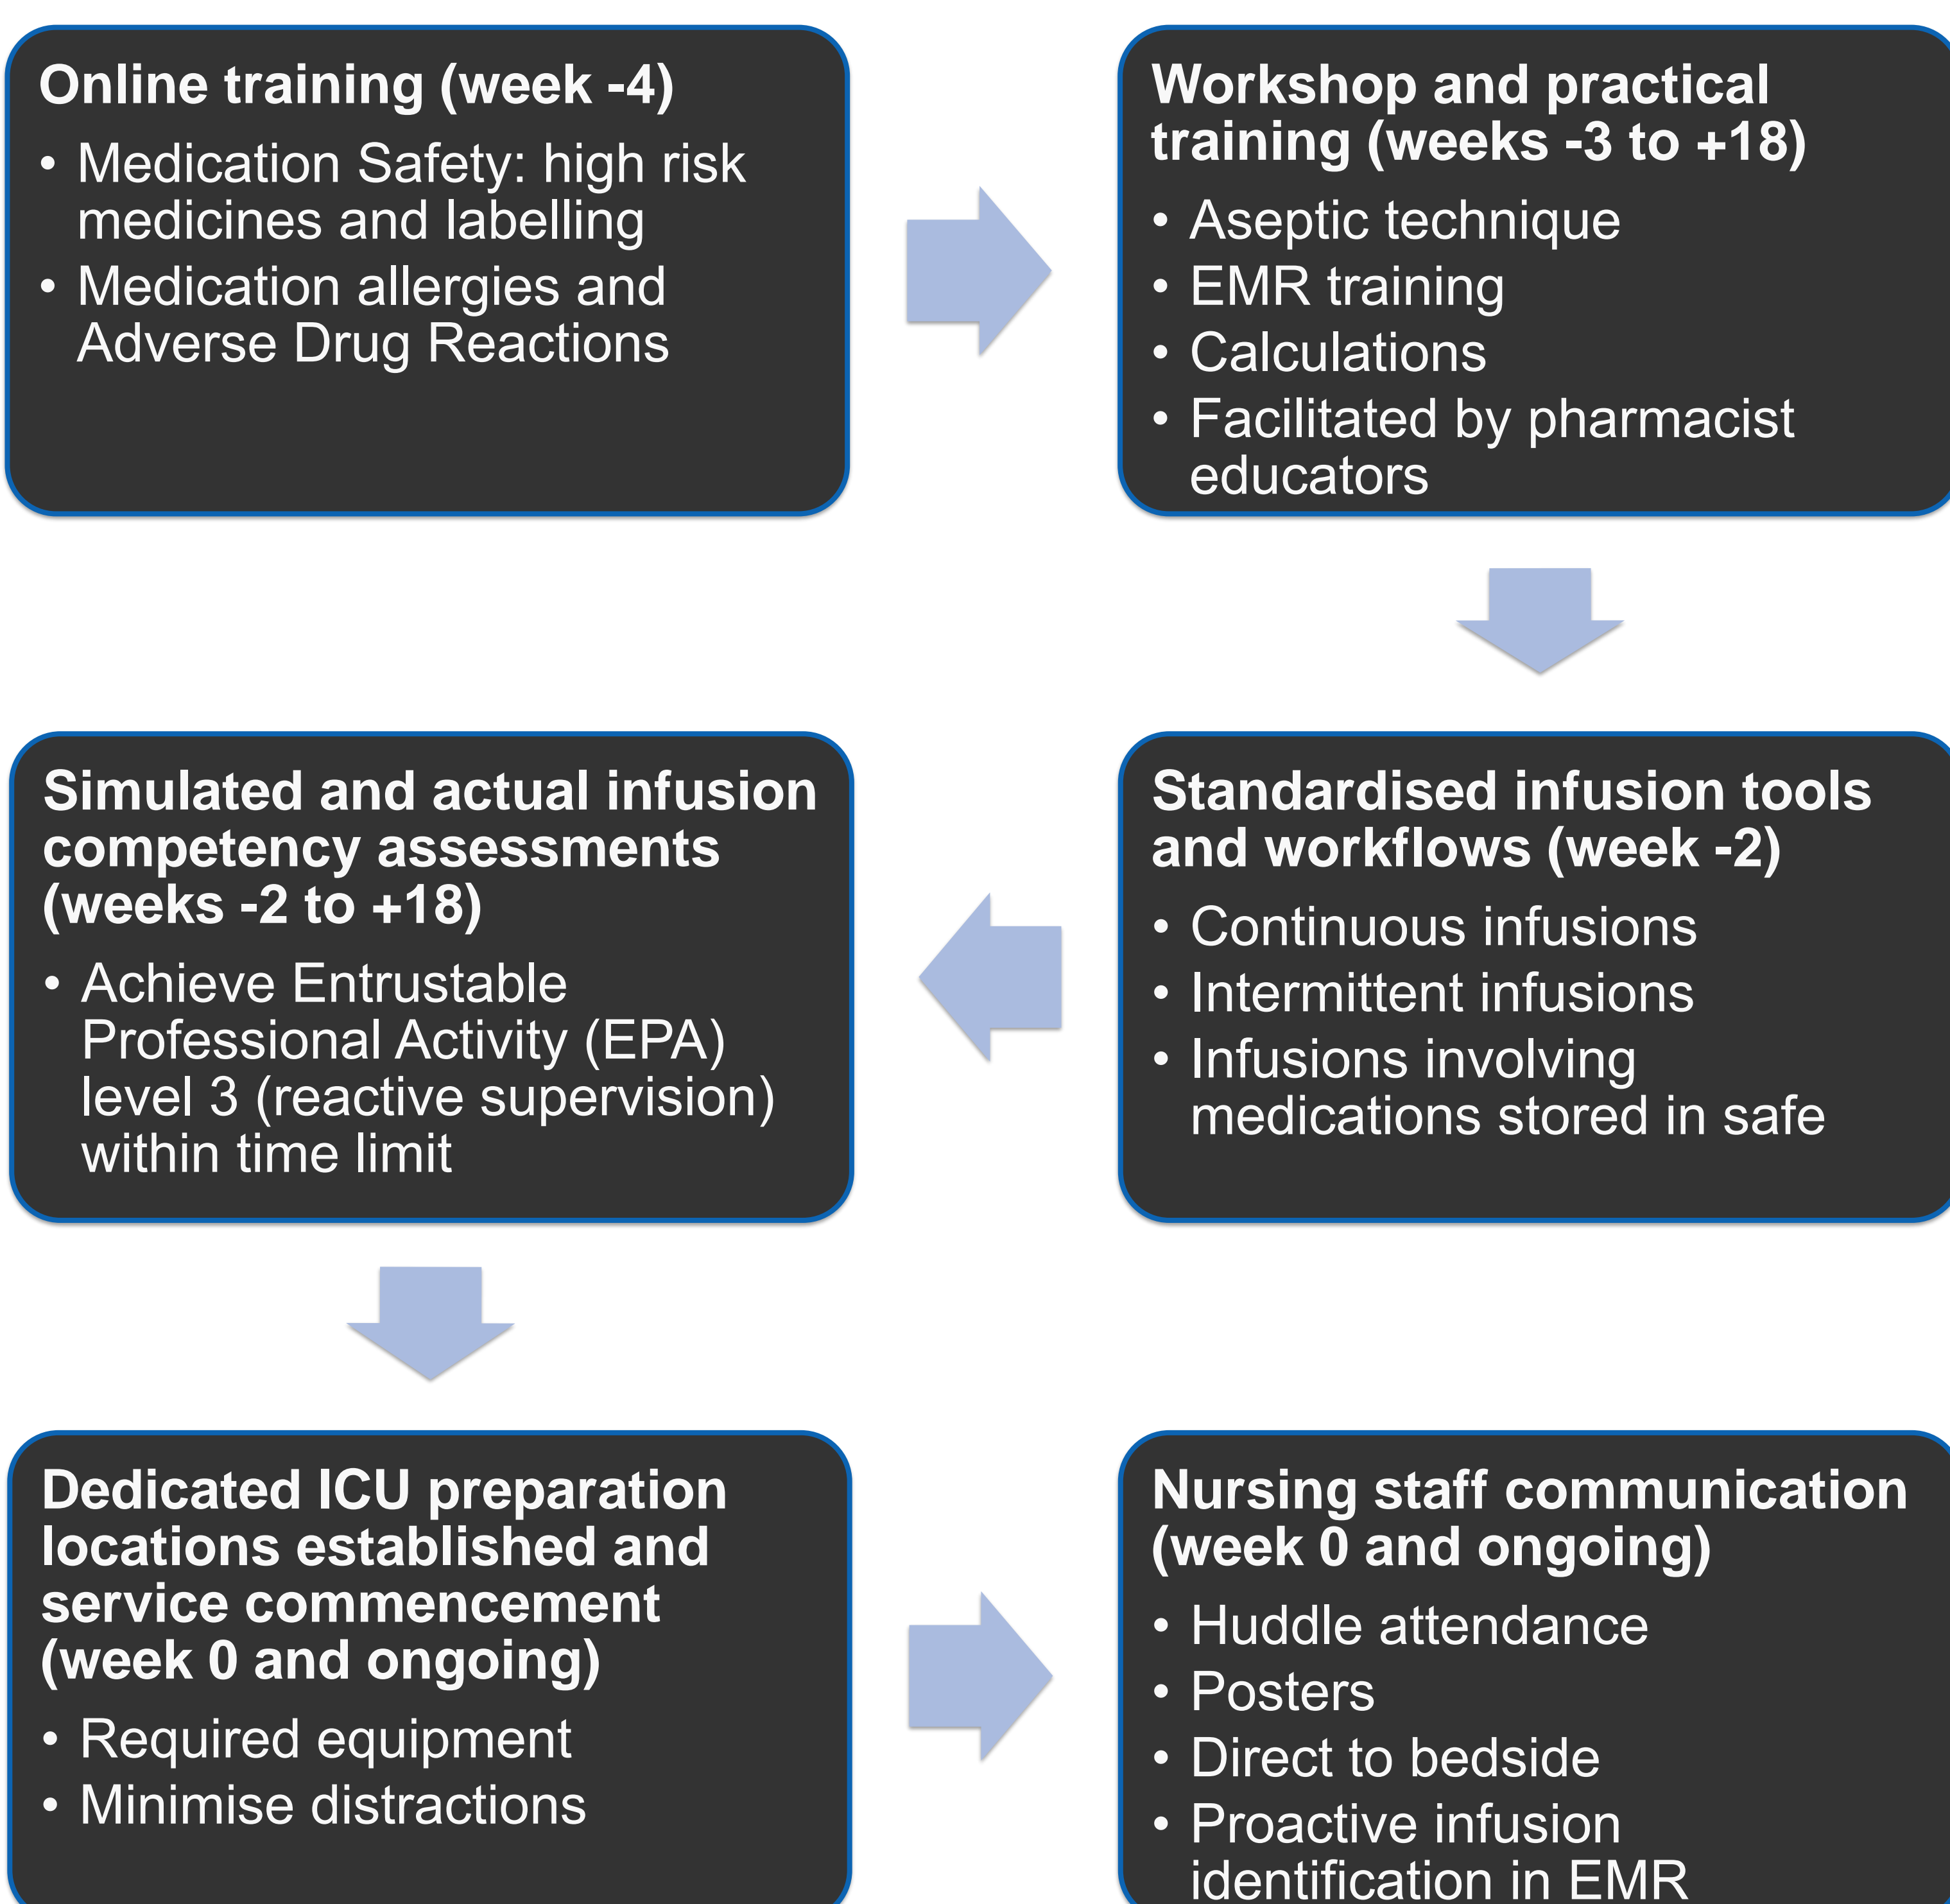 Online training (week -4)
• Medication Safety: high risk
medicines and labelling
• Medication allergies and
Adverse Drug Reactions
Workshop and practical
training (weeks -3 to +18)
• Aseptic technique
• EMR training
• Calculations
• Facilitated by pharmacist
educators
Standardised infusion tools
and workflows (week -2)
• Continuous infusions
• Intermittent infusions
• Infusions involving
medications stored in safe
Simulated and actual infusion
competency assessments
(weeks -2 to +18)
• Achieve Entrustable
Professional Activity (EPA)
level 3 (reactive supervision)
within time limit
Dedicated ICU preparation
locations established and
service commencement
(week 0 and ongoing)
• Required equipment
• Minimise distractions
Nursing staff communication
(week 0 and ongoing)
• Huddle attendance
• Posters
• Direct to bedside
• Proactive infusion
identification in EMR